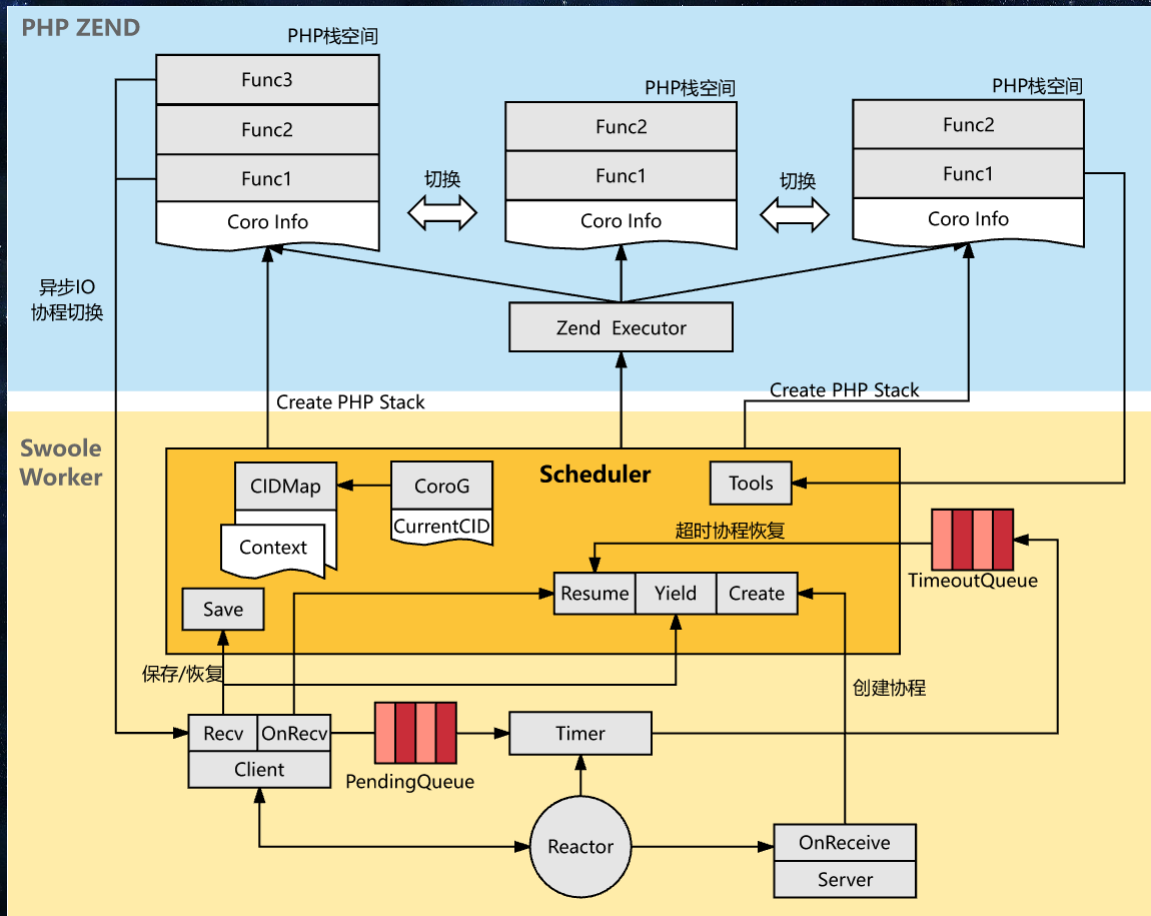 PHP ZEND
PHP栈空间
Func3
Func2
Func1
Coro Info
切换
PHP栈空间
Func2
Func1
Coro Info
切换
PHP栈空间
Func2
Func1
Coro Info
异步IO
协程切换
Zend Executor
Create PHP Stack
Create PHP Stack
Swoole
Worker
Scheduler
CIDMap
Context
CoroG
CurrentCID
Tools
超时协程恢复
TimeoutQueue
Save
Resume
Yield
Create
保存/恢复
创建协程
Recv
OnRecv
Client
PendingQueue
Timer
Reactor
OnReceive
Server